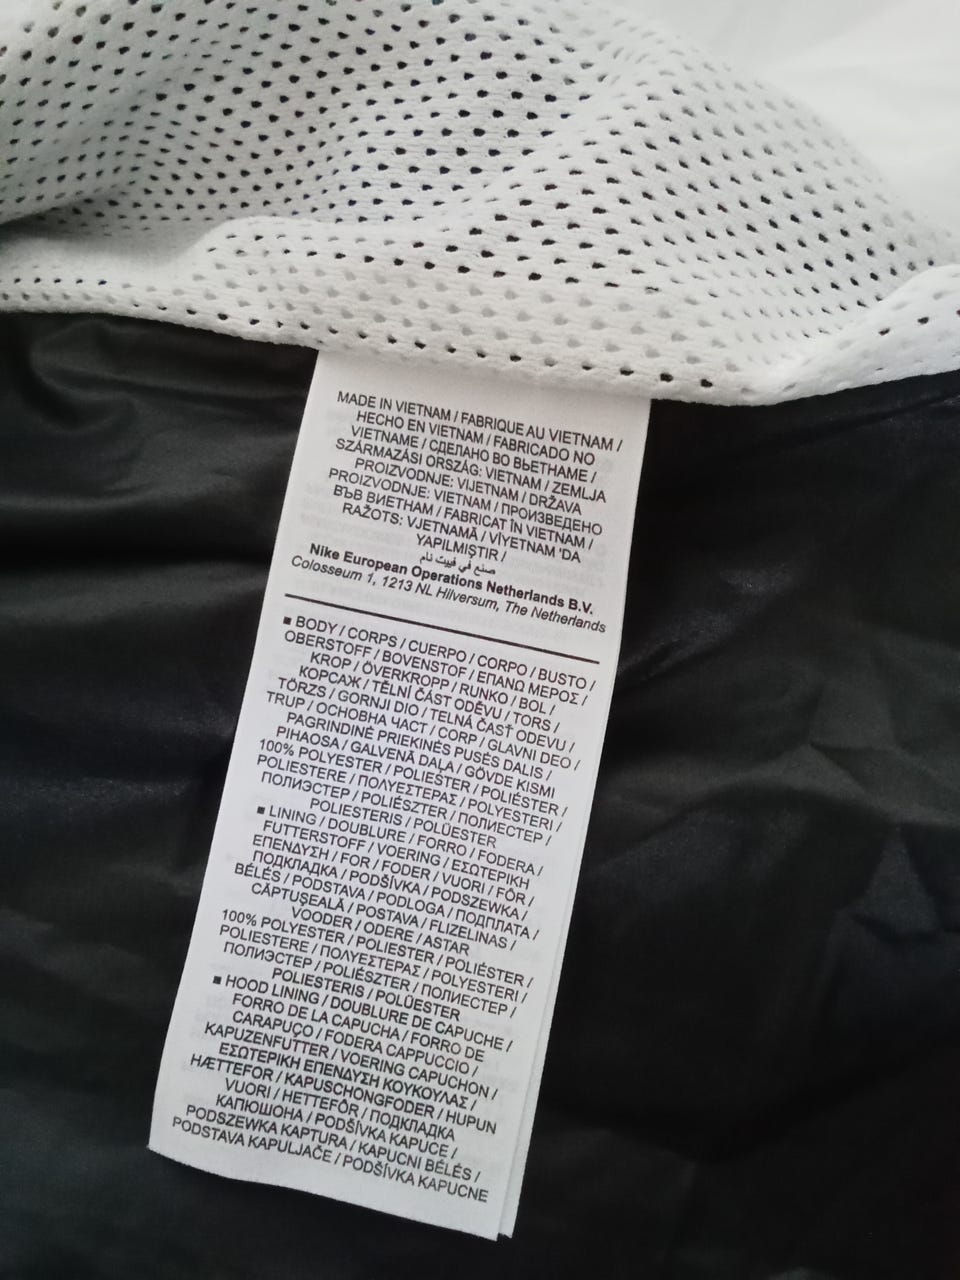 MADE IN VIETNAM / FABRIQUE AU VIETNAM /
HECHO EN VIETNAM / FABRICADO NO
VIETNAME / СДЕЛАНО ВО ВЬЕТНАМЕ /
SZÁRMAZÁSI ORSZÁG: VIETNAM / ZEMLJA
PROIZVODNJE: VIJETNAM / DRŽAVA
PROIZVODNJE: VIETNAM / ПРОИЗВЕДЕНО
ВЪВ ВИЕТНАМ / FABRICAT ÎN VIETNAM /
RAŽOTS: VJETNAMĀ / VİYETNAM 'DA
YAPILMIŞTIR /
صنع في فييت نام
Nike European Operations Netherlands B.V.
Colosseum 1, 1213 NL Hilversum, The Netherlands
■ BODY / CORPS / CUERPO / CORPO / BUSTO /
OBERSTOFF / BOVENSTOF / ΕΠΑΝΩ ΜΕΡΟΣ /
KROP / ÖVERKROPP / RUNKO / BOL /
КОРСАЖ / TĚLNÍ ČÁST ODĚVU / TORS /
TÖRZS / GORNJI DIO / TELNÁ ČASŤ ODEVU /
TRUP / ОСНОВНА ЧАСТ / CORP / GLAVNI DEO /
PAGRINDINĖ PRIEKINĖS PUSĖS DALIS /
PIHAOSA / GALVENĀ DAĻA / GÖVDE KISMI
100% POLYESTER / POLIESTER / POLIÉSTER /
POLIESTERE / ΠΟΛΥΕΣΤΕΡΑΣ / POLYESTERI /
ПОЛИЭСТЕР / POLIÉSZTER / ПОЛИЕСТЕР /
POLIESTERIS / POLÜESTER
■ LINING / DOUBLURE / FORRO / FODERA /
FUTTERSTOFF / VOERING / ΕΣΩΤΕΡΙΚΗ
ΕΠΕΝΔΥΣΗ / FOR / FODER / VUORI / FÔR /
ПОДКЛАДКА / PODŠÍVKA / PODSZEWKA /
BÉLÉS / PODSTAVA / PODLOGA / ПОДПЛАТА /
CĂPTUȘEALĂ / POSTAVA / FLIZELINAS /
VOODER / ODERE / ASTAR
100% POLYESTER / POLIESTER / POLIÉSTER /
POLIESTERE / ΠΟΛΥΕΣΤΕΡΑΣ / POLYESTERI /
ПОЛИЭСТЕР / POLIÉSZTER / ПОЛИЕСТЕР /
POLIESTERIS / POLÜESTER
■ HOOD LINING / DOUBLURE DE CAPUCHE /
FORRO DE LA CAPUCHA / FORRO DE
CARAPUÇO / FODERA CAPPUCCIO /
KAPUZENFUTTER / VOERING CAPUCHON /
ΕΣΩΤΕΡΙΚΗ ΕΠΕΝΔΥΣΗ ΚΟΥΚΟΥΛΑΣ /
HÆTTEFOR / KAPUSCHONGFODER / HUPUN
VUORI / HETTEFÔR / ПОДКЛАДКА
КАПЮШОНА / PODŠÍVKA KAPUCE /
PODSZEWKA KAPTURA / KAPUCNI BÉLÉS /
PODSTAVA KAPULJAČE / PODŠÍVKA KAPUCNE